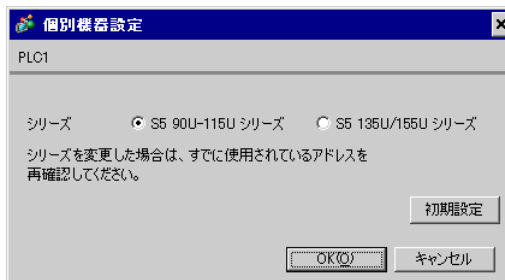 個別機器設定
PLC1
シリーズ S5 90U-115U シリーズ S5 135U/155U シリーズ
シリーズを変更した場合は、すでに使用されているアドレスを
再確認してください。
初期設定
OK(O) キャンセル